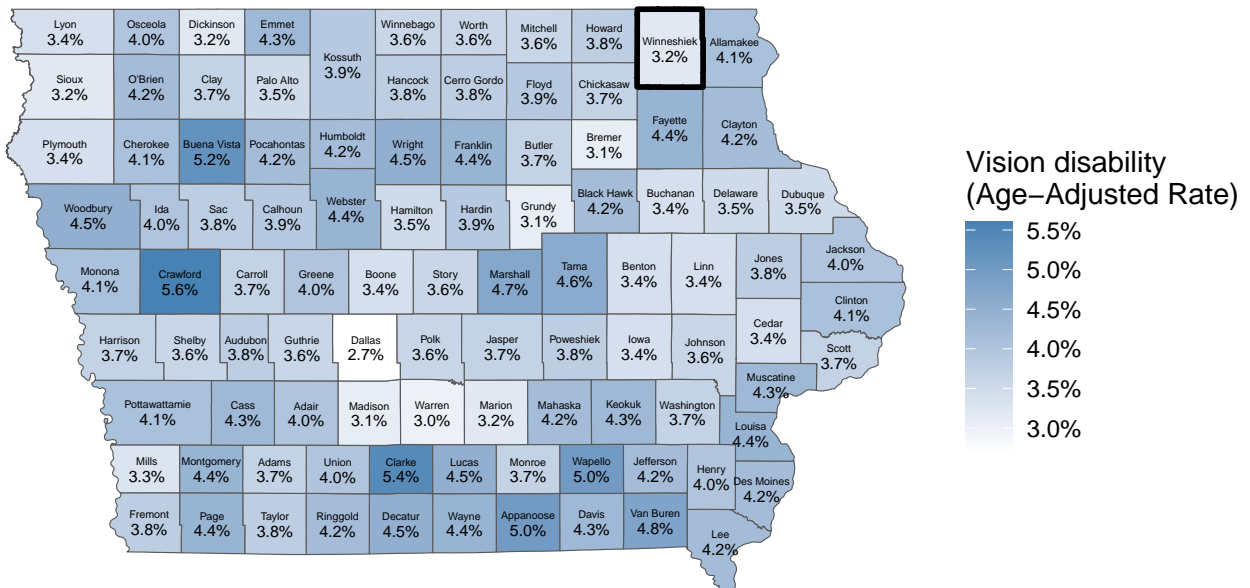 Lyon
3.4%
Osceola
4.0%
Dickinson
3.2%
Emmet
4.3%
Kossuth
3.9%
Winnebago
3.6%
Worth
3.6%
Mitchell
3.6%
Howard
3.8%
Winneshiek
3.2%
Allamakee
4.1%
Sioux
3.2%
O'Brien
4.2%
Clay
3.7%
Palo Alto
3.5%
Hancock
3.8%
Cerro Gordo
3.8%
Floyd
3.9%
Chickasaw
3.7%
Fayette
4.4%
Clayton
4.2%
Plymouth
3.4%
Cherokee
4.1%
Buena Vista
5.2%
Pocahontas
4.2%
Humboldt
4.2%
Wright
4.5%
Franklin
4.4%
Butler
3.7%
Bremer
3.1%
Woodbury
4.5%
Ida
4.0%
Sac
3.8%
Calhoun
3.9%
Webster
4.4%
Hamilton
3.5%
Hardin
3.9%
Grundy
3.1%
Black Hawk
4.2%
Buchanan
3.4%
Delaware
3.5%
Dubuque
3.5%
Monona
4.1%
Crawford
5.6%
Carroll
3.7%
Greene
4.0%
Boone
3.4%
Story
3.6%
Marshall
4.7%
Tama
4.6%
Benton
3.4%
Linn
3.4%
Jones
3.8%
Jackson
4.0%
Clinton
4.1%
Harrison
3.7%
Shelby
3.6%
Audubon
3.8%
Guthrie
3.6%
Dallas
2.7%
Polk
3.6%
Jasper
3.7%
Poweshiek
3.8%
Iowa
3.4%
Johnson
3.6%
Cedar
3.4%
Scott
3.7%
Muscatine
4.3%
Pottawattamie
4.1%
Cass
4.3%
Adair
4.0%
Madison
3.1%
Warren
3.0%
Marion
3.2%
Mahaska
4.2%
Keokuk
4.3%
Washington
3.7%
Louisa
4.4%
Mills
3.3%
Montgomery
4.4%
Adams
3.7%
Union
4.0%
Clarke
5.4%
Lucas
4.5%
Monroe
3.7%
Wapello
5.0%
Jefferson
4.2%
Henry
4.0%
Des Moines
4.2%
Fremont
3.8%
Page
4.4%
Taylor
3.8%
Ringgold
4.2%
Decatur
4.5%
Wayne
4.4%
Appanoose
5.0%
Davis
4.3%
Van Buren
4.8%
Lee
4.2%
Vision disability
(Age−Adjusted Rate)
5.5%
5.0%
4.5%
4.0%
3.5%
3.0%